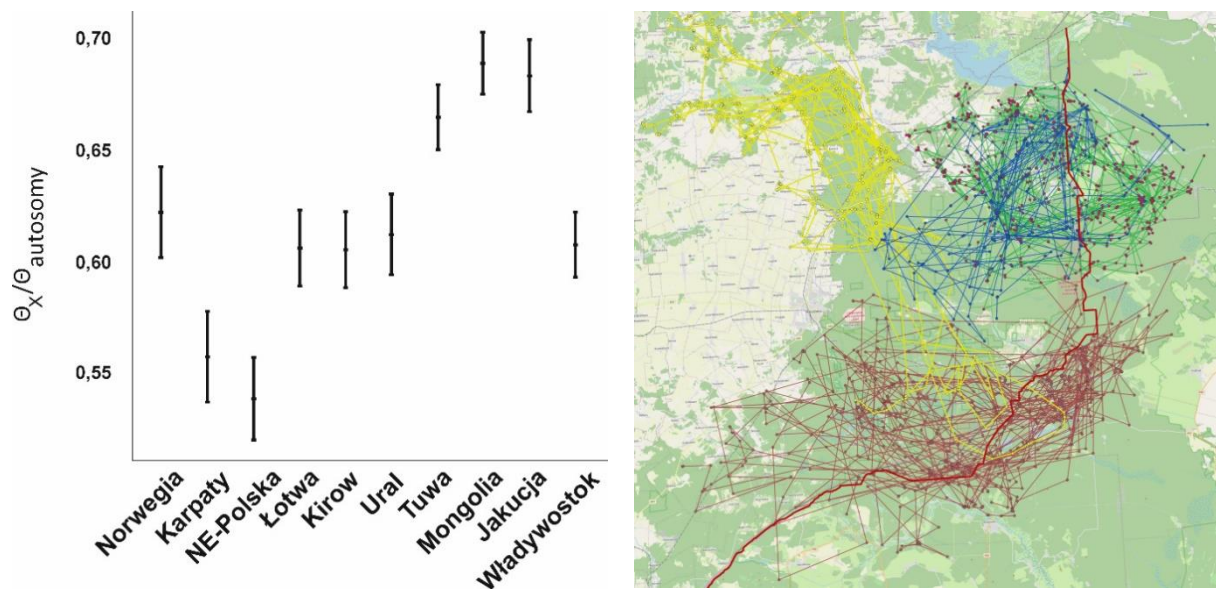 0,70
0,65
0,60
0,55
Θ_X/Θ_autosomy
Norwegia
Karpaty
NE-Polska
Łotwa
Kirow
Ural
Tuwa
Mongolia
Jakucja
Władywostok